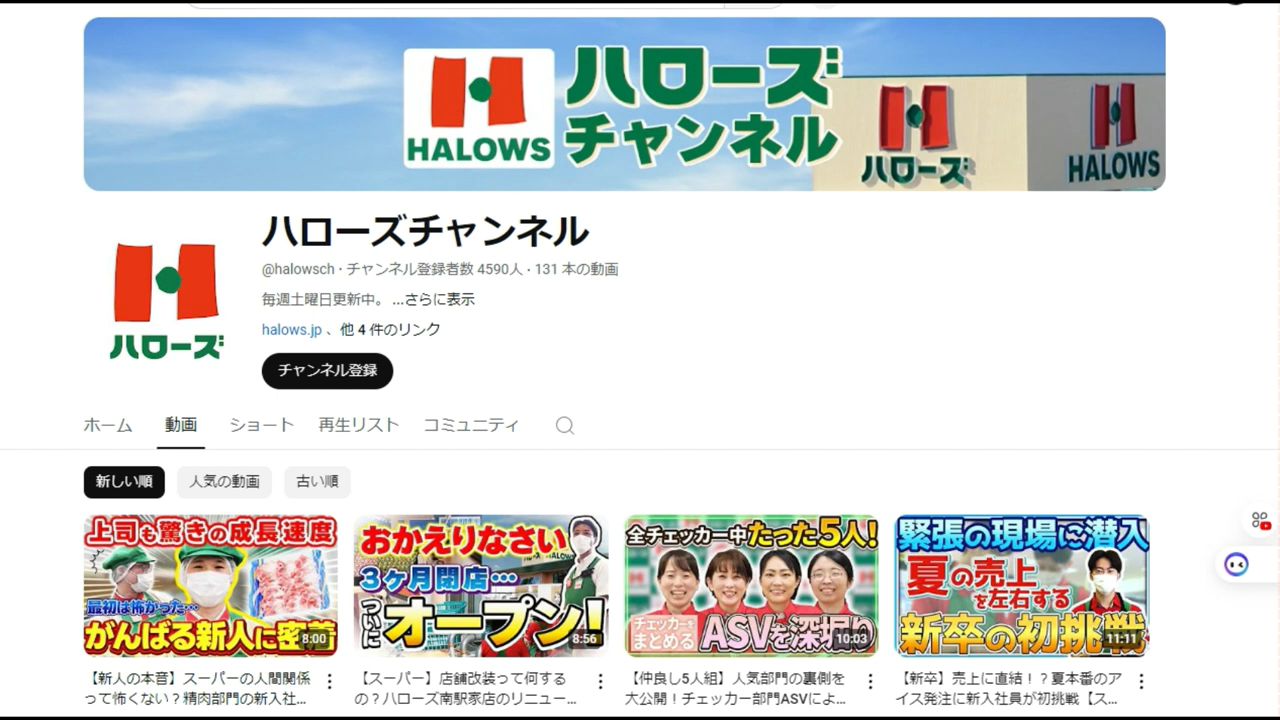 HALOWS
ハローズ
チャンネル
ハローズ
HALOWS
ハローズ
ハローズチャンネル
@halowsch · チャンネル登録者数 4590人 · 131 本の動画
毎週土曜日更新中。 ...さらに表示
halows.jp 、他 4 件のリンク
チャンネル登録
ホーム 動画 ショート 再生リスト コミュニティ
新しい順 人気の動画 古い順
上司も驚きの成長速度
最初は怖かった…
がんばる新人に密着
8:00
おかえりなさい
3ヶ月閉店…
ついに
オープン!
8:56
全チェッカー中たった5人!
チェッカーを
まとめる
ASVを深堀り
10:03
緊張の現場に潜入
夏の売上
を左右する
新卒の初挑戦
11:11
【新人の本音】スーパーの人間関係
って怖くない？精肉部門の新入社...
【スーパー】店舗改装って何する
の？ハローズ南駅家店のリニュー...
【仲良し5人組】人気部門の裏側を
大公開！チェッカー部門ASVによ...
【新卒】売上に直結！？夏本番のア
イス発注に新入社員が初挑戦【ス...